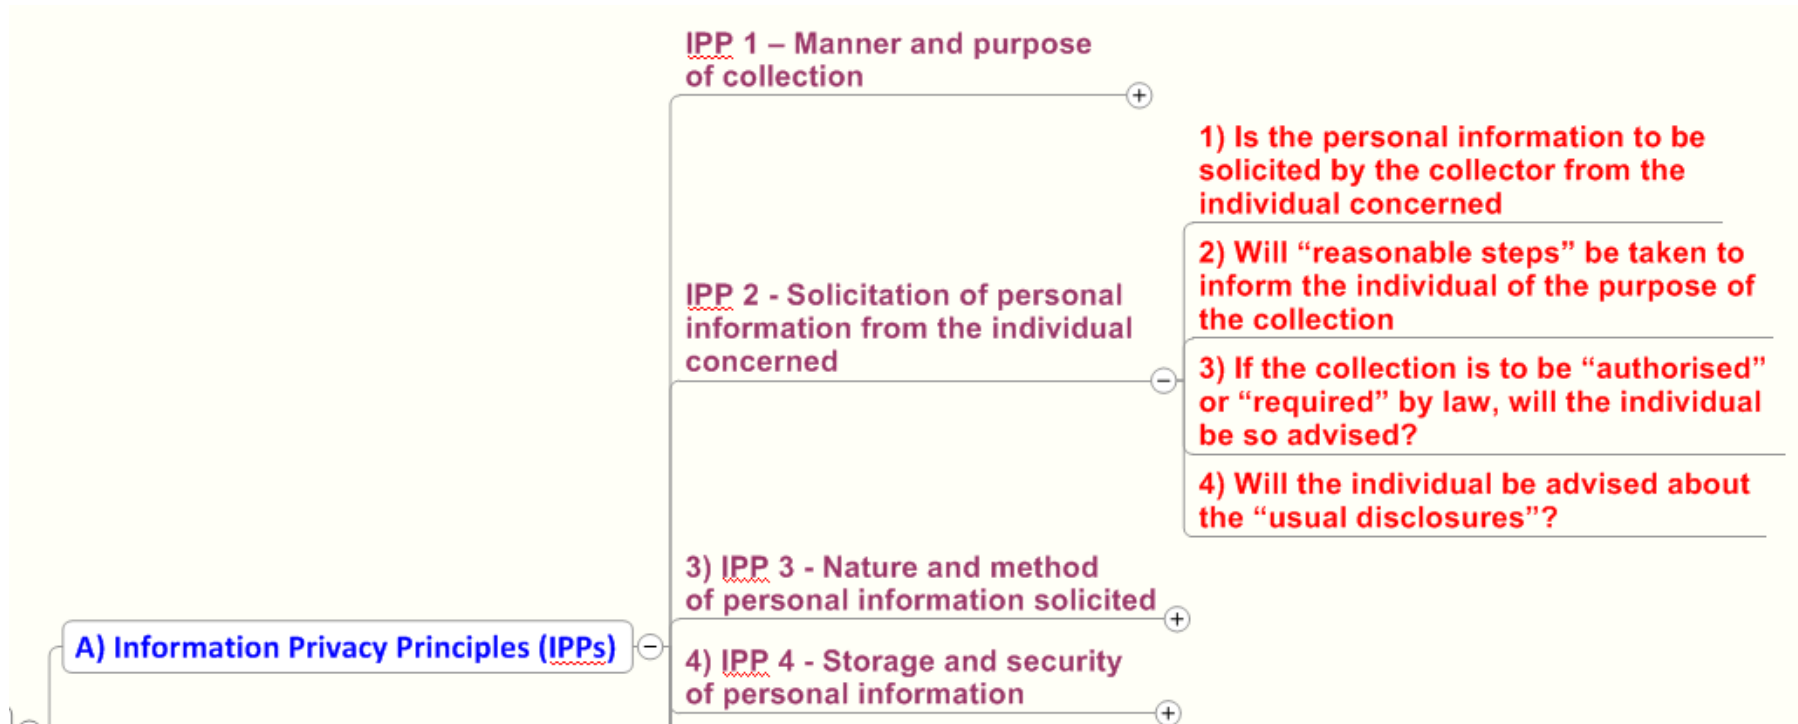 IPP 1 – Manner and purpose
of collection
1) Is the personal information to be
solicited by the collector from the
individual concerned
2) Will “reasonable steps” be taken to
inform the individual of the purpose of
the collection
IPP 2 - Solicitation of personal
information from the individual
concerned
3) If the collection is to be “authorised”
or “required” by law, will the individual
be so advised?
4) Will the individual be advised about
the “usual disclosures”?
3) IPP 3 - Nature and method
of personal information solicited
A) Information Privacy Principles (IPPs)
4) IPP 4 - Storage and security
of personal information